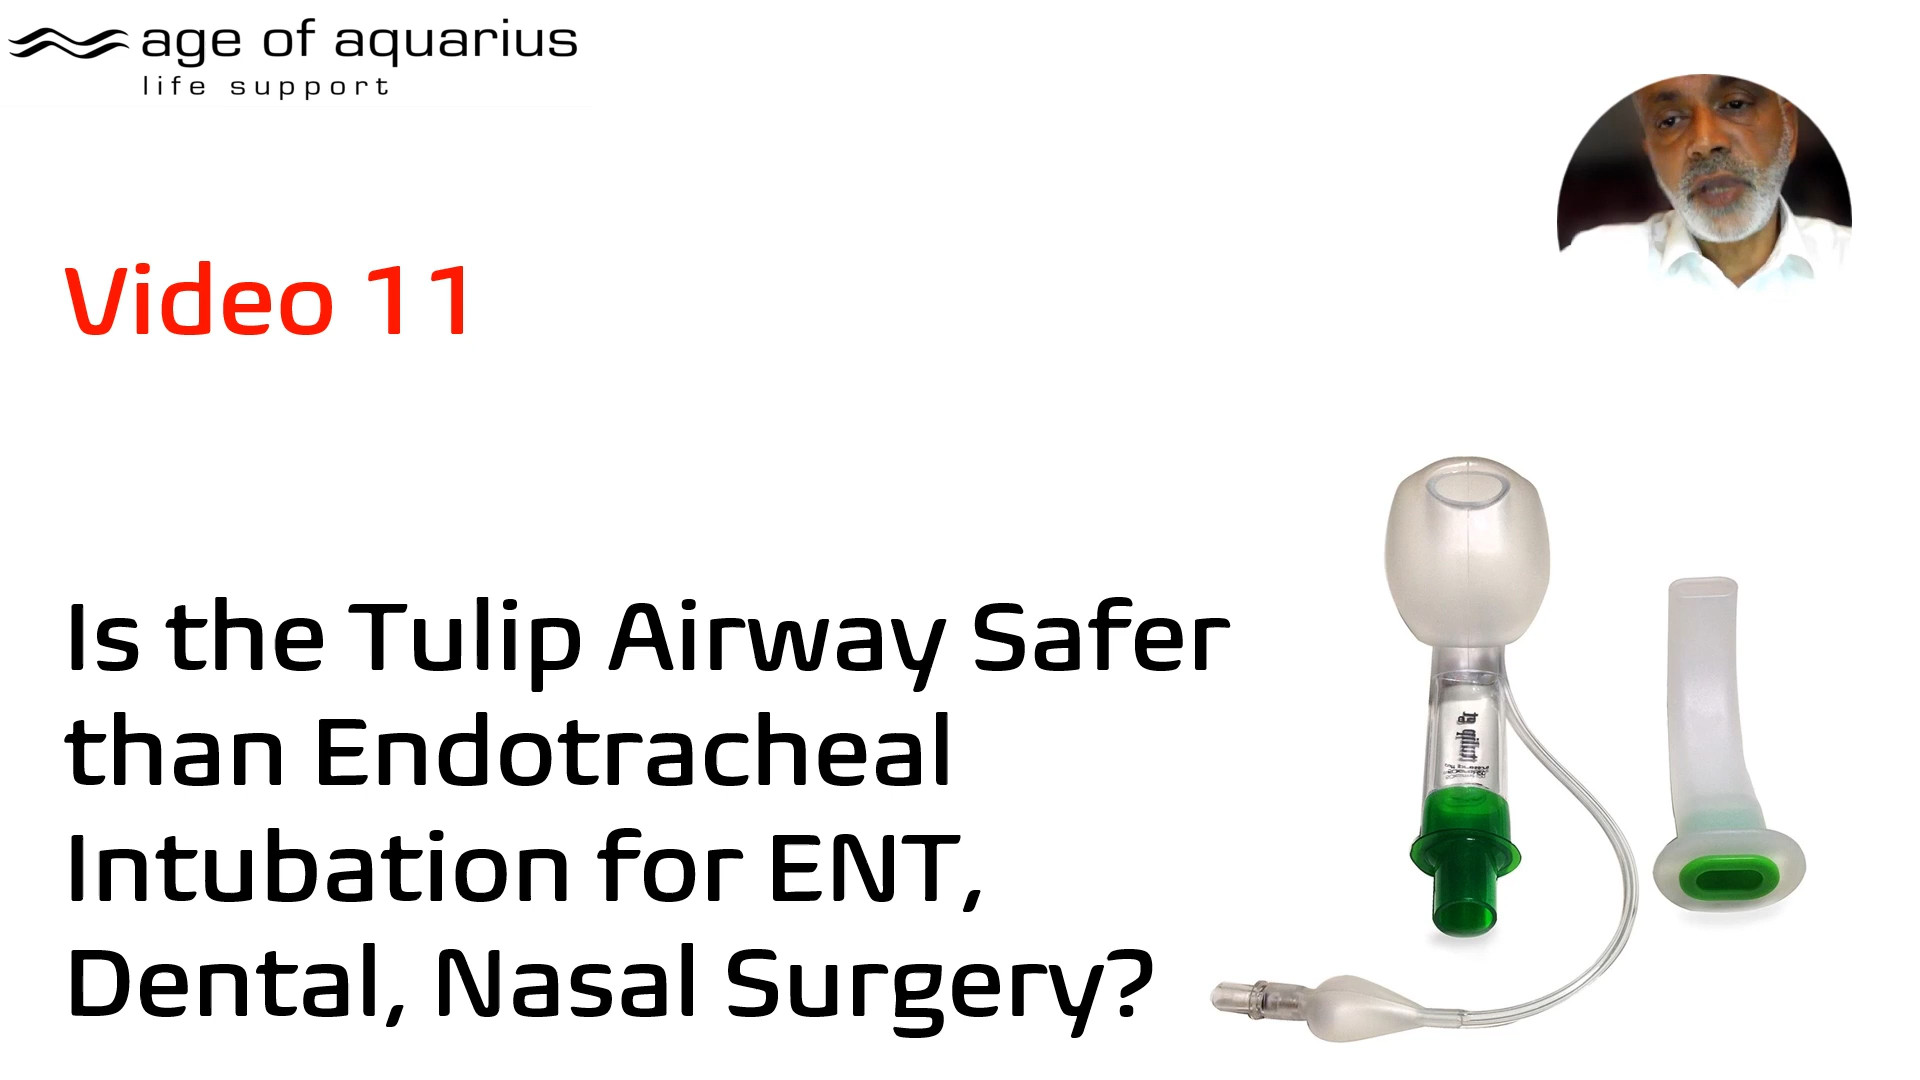 age of aquarius
life support
Video 11
Is the Tulip Airway Safer
than Endotracheal
Intubation for ENT,
Dental, Nasal Surgery?